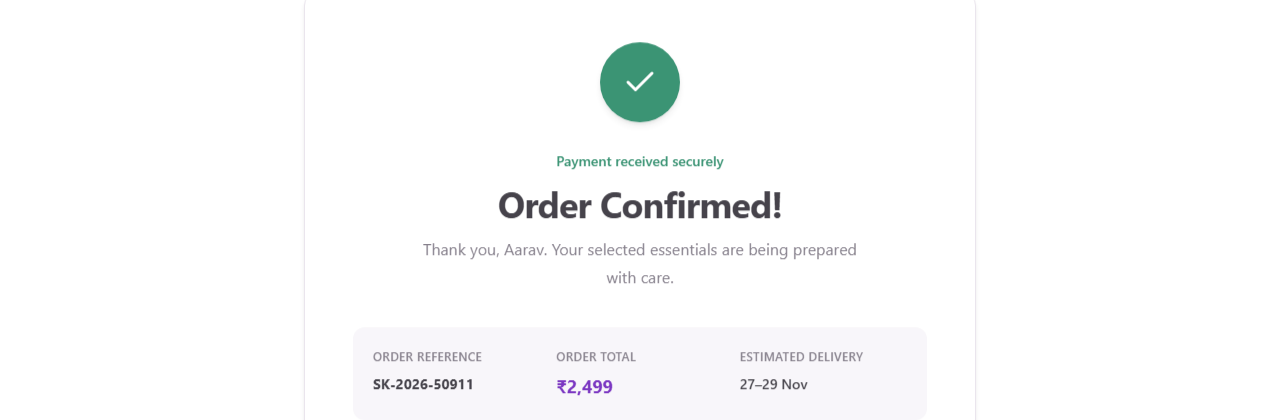 Payment received securely
Order Confirmed!
Thank you, Aarav. Your selected essentials are being prepared
with care.
ORDER REFERENCE
SK-2026-50911
ORDER TOTAL
₹2,499
ESTIMATED DELIVERY
27–29 Nov